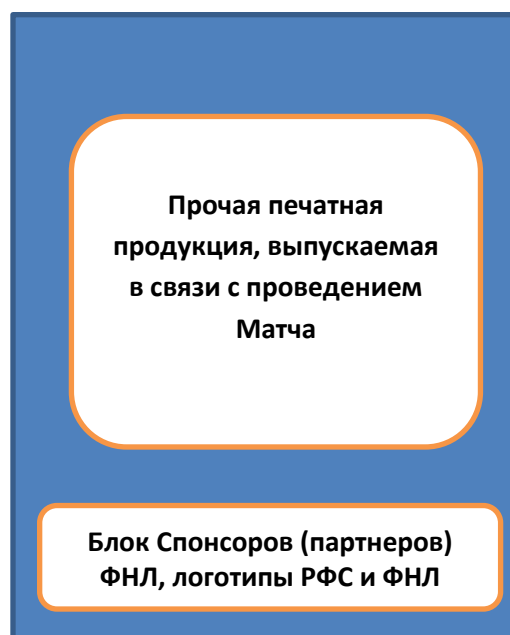 Прочая печатная
продукция, выпускаемая
в связи с проведением
Матча
Блок Спонсоров (партнеров)
ФНЛ, логотипы РФС и ФНЛ